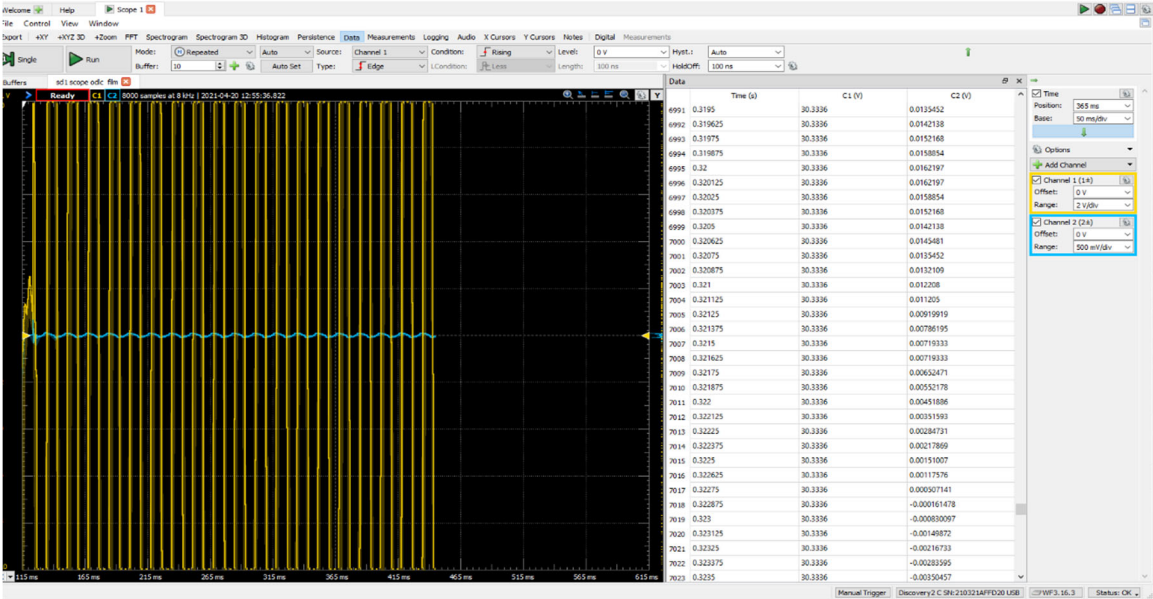 Welcome Help Scope 1
File Control View Window
Export +XY +XYZ 3D +Zoom FFT Spectrogram Spectrogram 3D Histogram Persistence Data Measurements Logging Audio X Cursors Y Cursors Notes Digital Measurements
Single Run Mode: Repeated Auto Source: Channel 1 Condition: Rising Level: 0 V Hyst.: Auto
Buffer: 10 Auto Set Type: Edge LCondition: Less Length: 100 ns HoldOff: 100 ns
Buffers sd1 scope odc film Data
Ready C1 C2 8000 samples at 8 kHz | 2021-04-20 12:55:36.822 Y
Time (s) C1 (V) C2 (V)
6991 0.3195 30.3336 0.0135452
6992 0.319625 30.3336 0.0142138
6993 0.31975 30.3336 0.0152168
6994 0.319875 30.3336 0.0158854
6995 0.32 30.3336 0.0162197
6996 0.320125 30.3336 0.0162197
6997 0.32025 30.3336 0.0158854
6998 0.320375 30.3336 0.0152168
6999 0.3205 30.3336 0.0142138
7000 0.320625 30.3336 0.0145481
7001 0.32075 30.3336 0.0135452
7002 0.320875 30.3336 0.0132109
7003 0.321 30.3336 0.012208
7004 0.321125 30.3336 0.011205
7005 0.32125 30.3336 0.00919919
7006 0.321375 30.3336 0.00786195
7007 0.3215 30.3336 0.00719333
7008 0.321625 30.3336 0.00719333
7009 0.32175 30.3336 0.00652471
7010 0.321875 30.3336 0.00552178
7011 0.322 30.3336 0.00451886
7012 0.322125 30.3336 0.00351593
7013 0.32225 30.3336 0.00284731
7014 0.322375 30.3336 0.00217869
7015 0.3225 30.3336 0.00151007
7016 0.322625 30.3336 0.00117576
7017 0.32275 30.3336 0.000507141
7018 0.322875 30.3336 -0.000161478
7019 0.323 30.3336 -0.000830097
7020 0.323125 30.3336 -0.00149872
7021 0.32325 30.3336 -0.00216733
7022 0.323375 30.3336 -0.00283595
7023 0.3235 30.3336 -0.00350457
Time
Position: 365 ms
Base: 50 ms/div
Options
Add Channel
Channel 1 (1±)
Offset: 0 V
Range: 2 V/div
Channel 2 (2±)
Offset: 0 V
Range: 500 mV/div
115 ms 165 ms 215 ms 265 ms 315 ms 365 ms 415 ms 465 ms 515 ms 565 ms 615 ms
Manual Trigger Discovery2 C SN:210321AFFD20 USB WF3.16.3 Status: OK